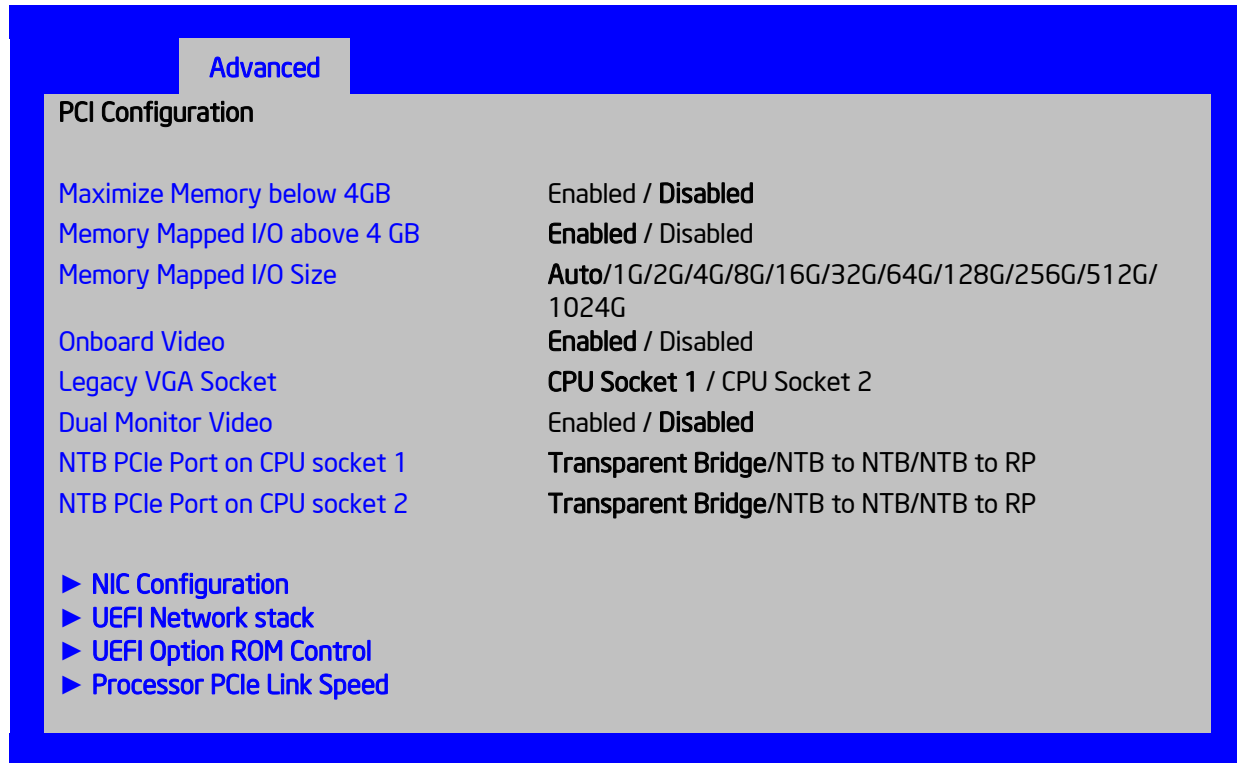 Advanced
PCI Configuration
Maximize Memory below 4GB Enabled / Disabled
Memory Mapped I/O above 4 GB Enabled / Disabled
Memory Mapped I/O Size Auto/1G/2G/4G/8G/16G/32G/64G/128G/256G/512G/
1024G
Onboard Video Enabled / Disabled
Legacy VGA Socket CPU Socket 1 / CPU Socket 2
Dual Monitor Video Enabled / Disabled
NTB PCIe Port on CPU socket 1 Transparent Bridge/NTB to NTB/NTB to RP
NTB PCIe Port on CPU socket 2 Transparent Bridge/NTB to NTB/NTB to RP
► NIC Configuration
► UEFI Network stack
► UEFI Option ROM Control
► Processor PCIe Link Speed